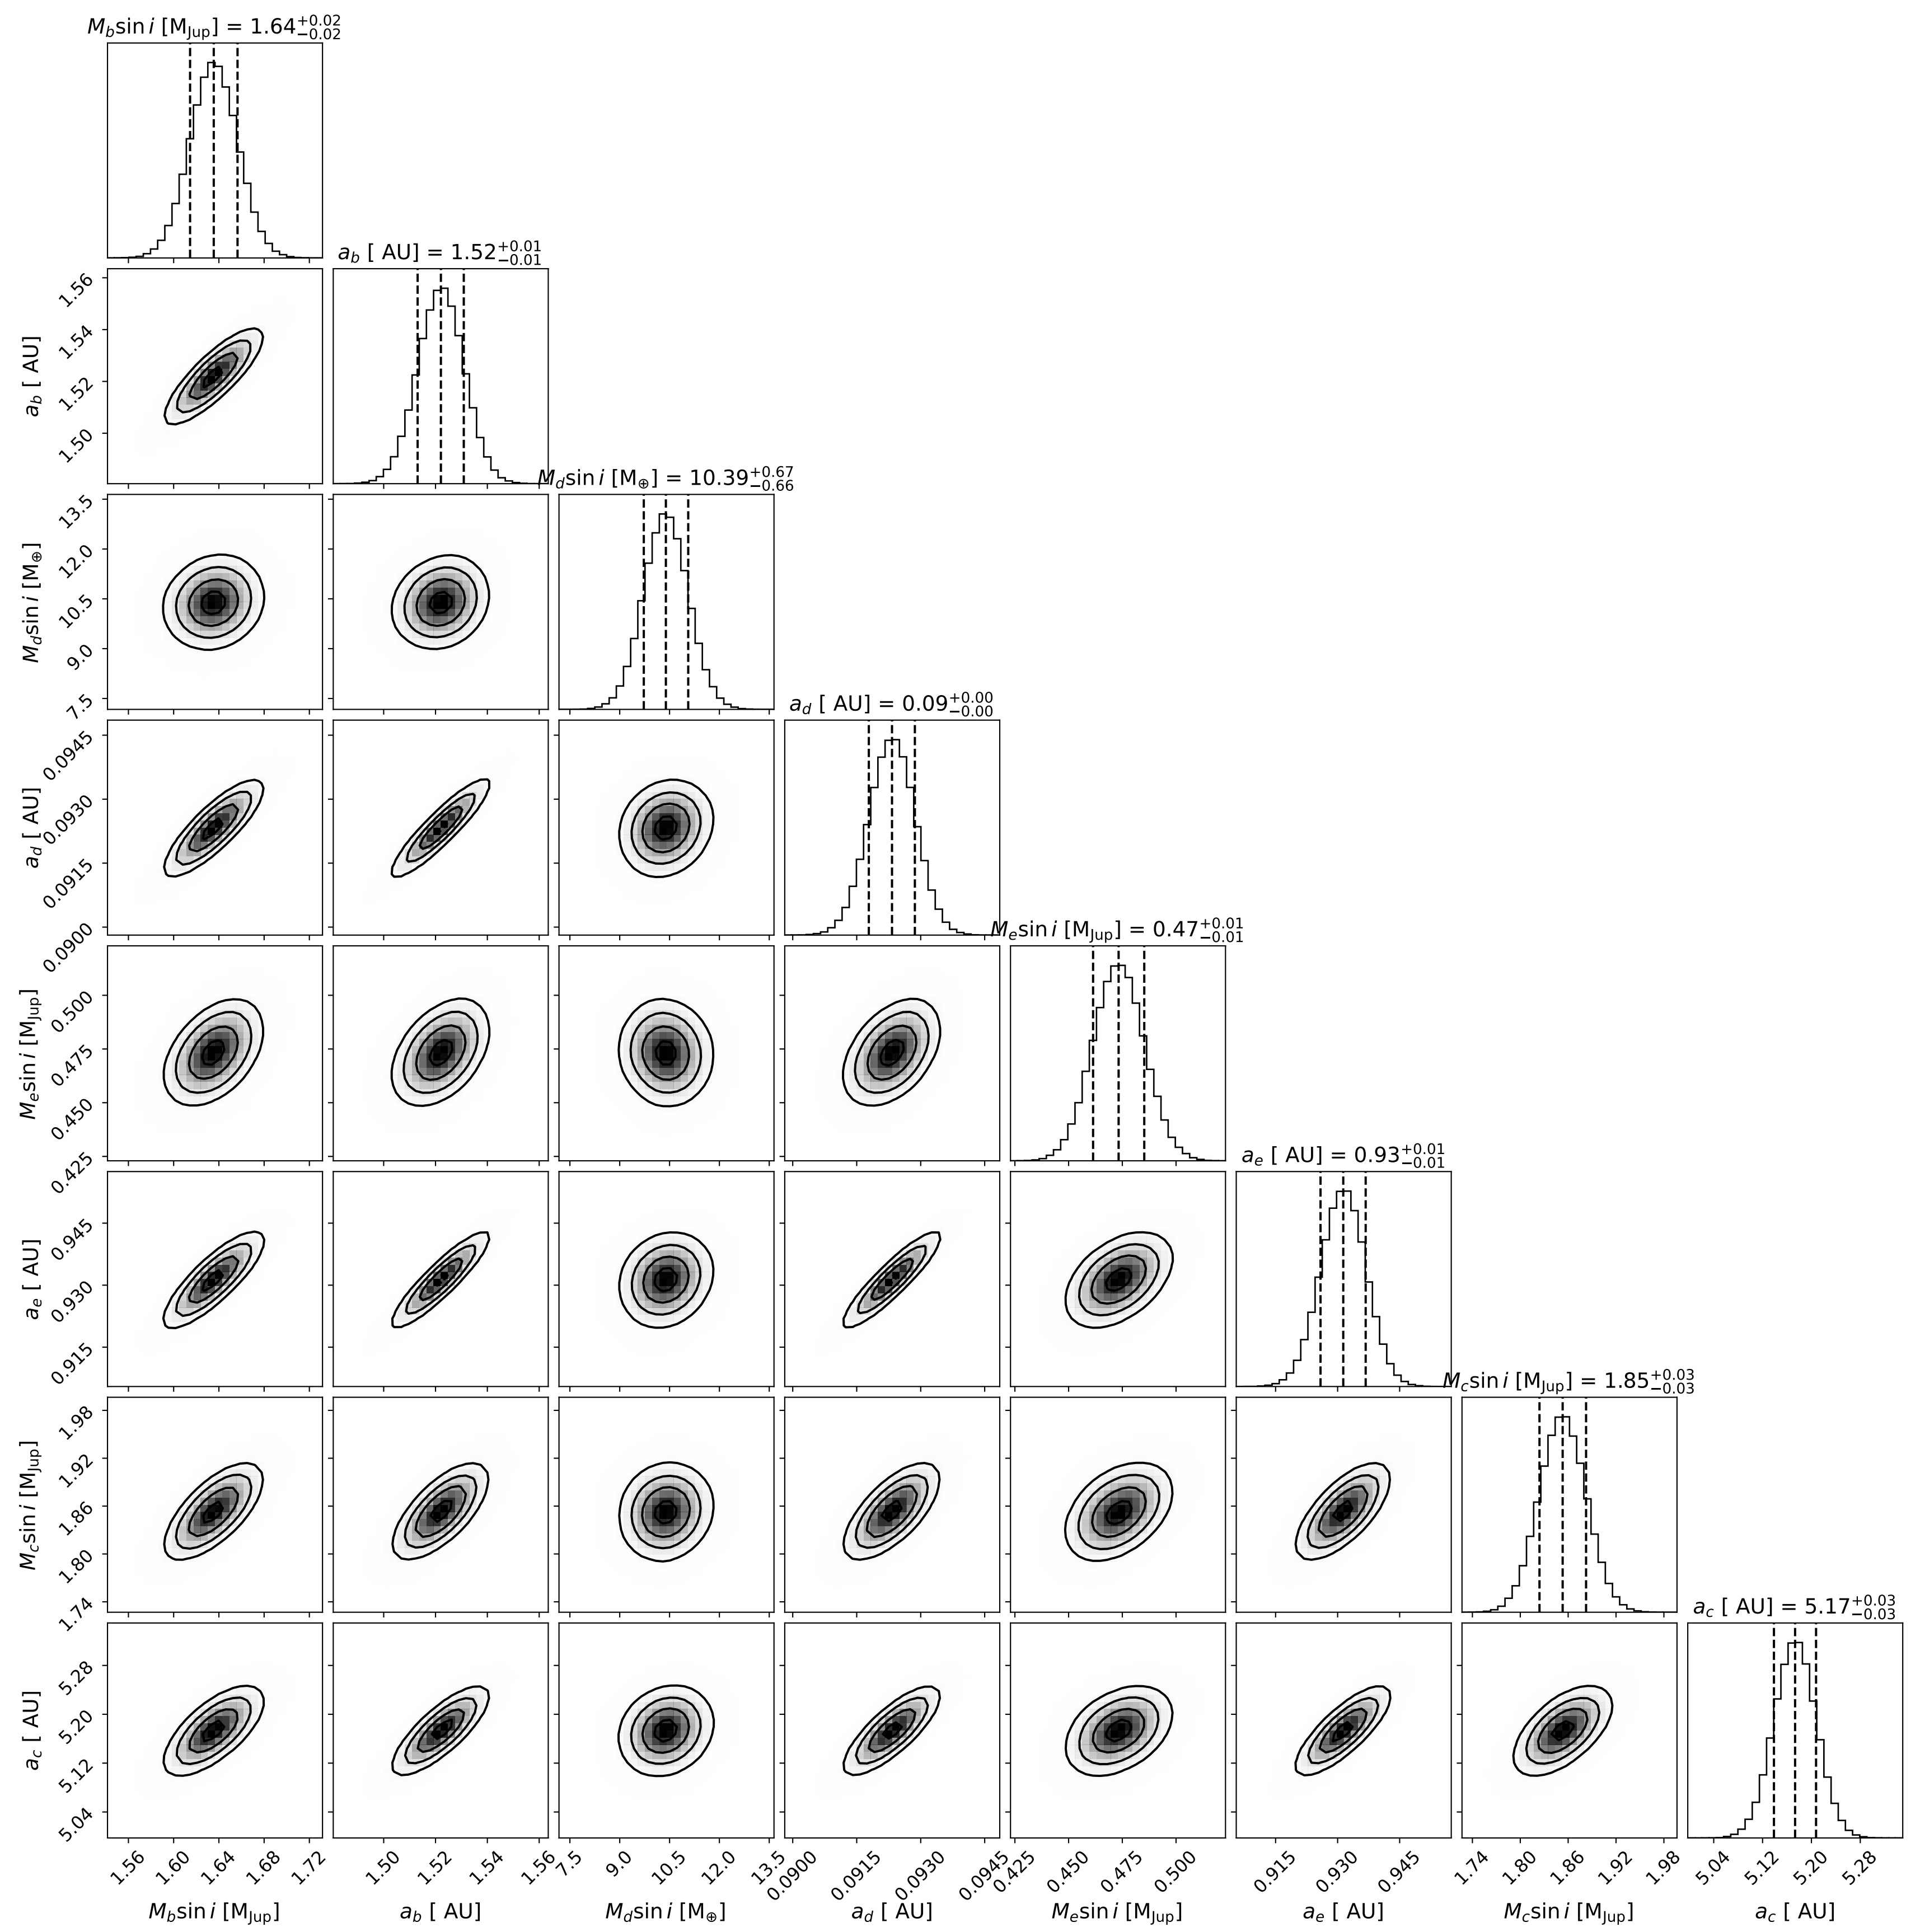 M_b sin i [M_Jup] = 1.64^{+0.02}_{−0.02}
1.56
1.54
1.52
1.50
a_b [ AU]
a_b [ AU] = 1.52^{+0.01}_{−0.01}
13.5
12.0
10.5
9.0
7.5
M_d sin i [M_⊕]
M_d sin i [M_⊕] = 10.39^{+0.67}_{−0.66}
0.0945
0.0930
0.0915
0.0900
a_d [ AU]
a_d [ AU] = 0.09^{+0.00}_{−0.00}
0.500
0.475
0.450
0.425
M_e sin i [M_Jup]
M_e sin i [M_Jup] = 0.47^{+0.01}_{−0.01}
0.945
0.930
0.915
a_e [ AU]
a_e [ AU] = 0.93^{+0.01}_{−0.01}
1.98
1.92
1.86
1.80
1.74
M_c sin i [M_Jup]
M_c sin i [M_Jup] = 1.85^{+0.03}_{−0.03}
5.28
5.20
5.12
5.04
a_c [ AU]
a_c [ AU] = 5.17^{+0.03}_{−0.03}
1.56 1.60 1.64 1.68 1.72
M_b sin i [M_Jup]
1.50 1.52 1.54 1.56
a_b [ AU]
7.5 9.0 10.5 12.0 13.5
M_d sin i [M_⊕]
0.0900 0.0915 0.0930 0.0945
a_d [ AU]
0.425 0.450 0.475 0.500
M_e sin i [M_Jup]
0.915 0.930 0.945
a_e [ AU]
1.74 1.80 1.86 1.92 1.98
M_c sin i [M_Jup]
5.04 5.12 5.20 5.28
a_c [ AU]